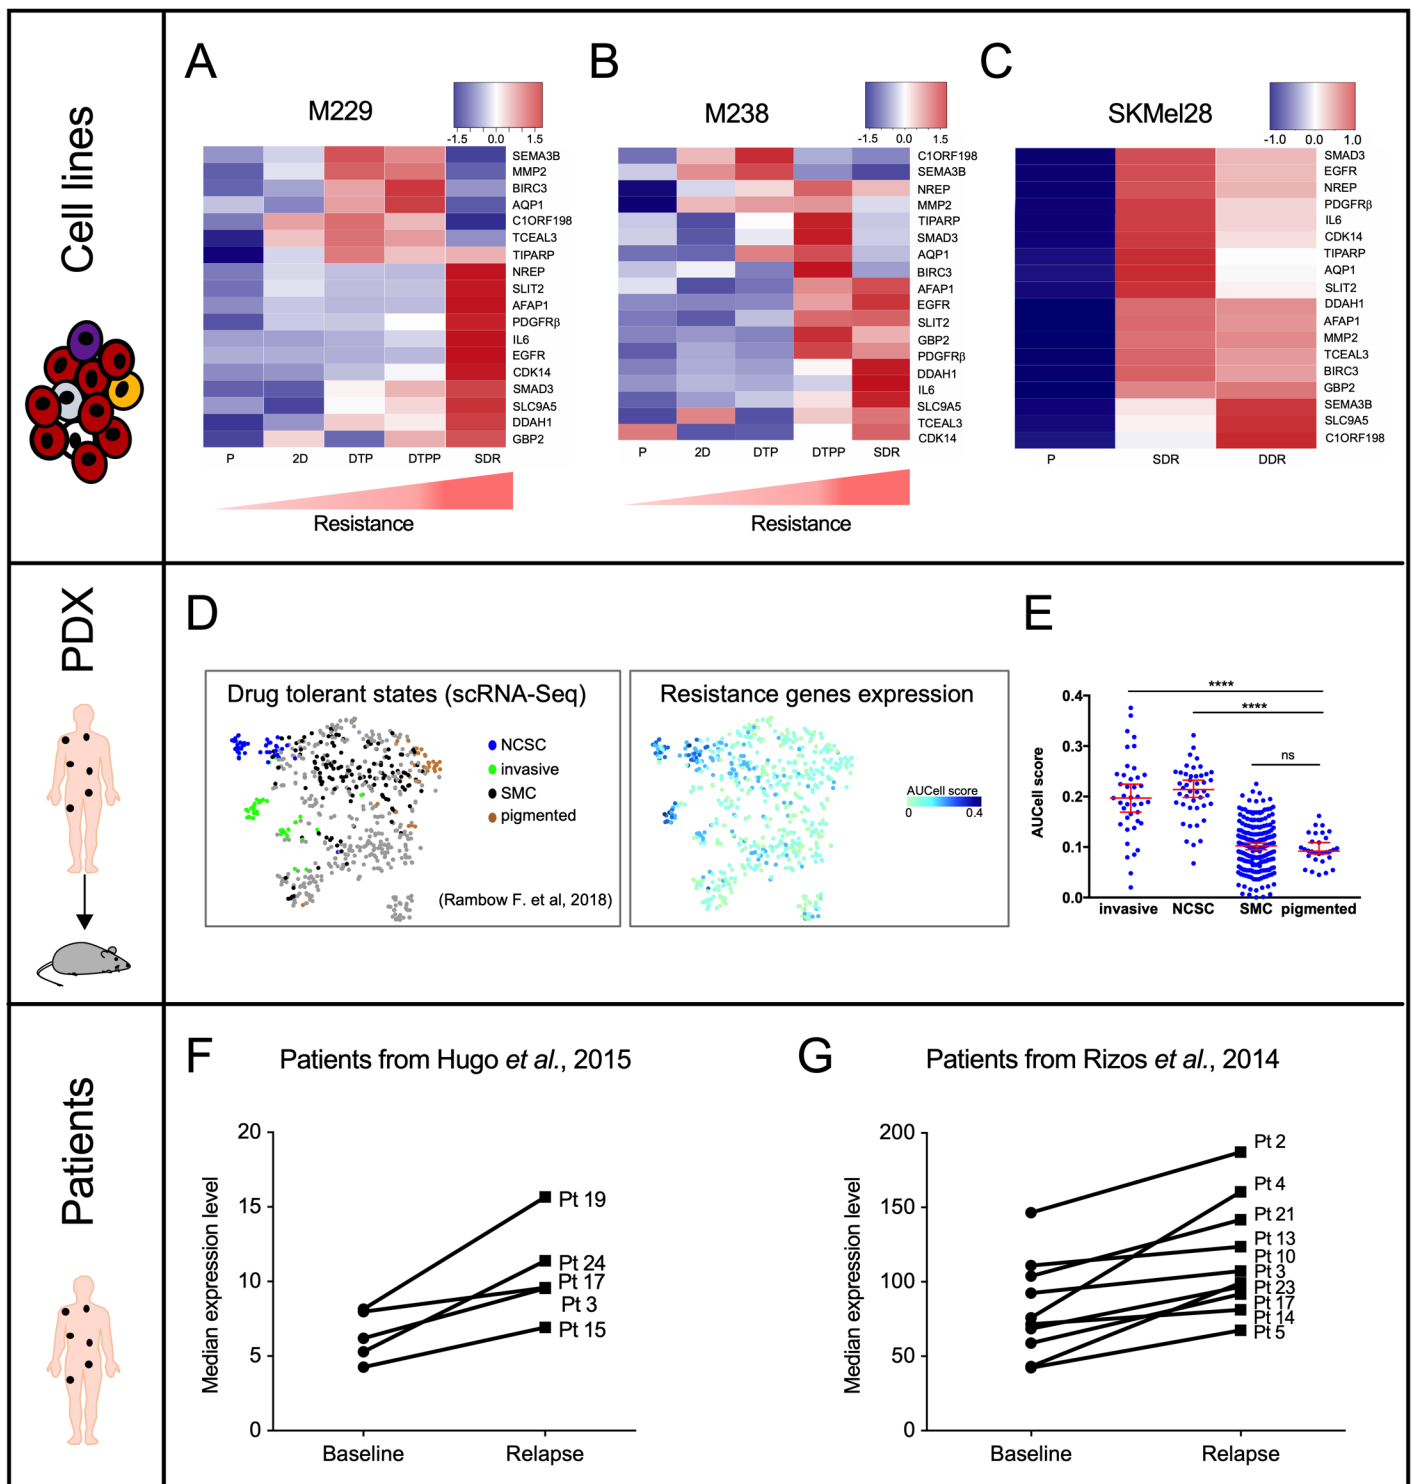 Cell lines
A
M229
-1.5 0.0 1.5
SEMA3B
MMP2
BIRC3
AQP1
C1ORF198
TCEAL3
TIPARP
NREP
SLIT2
AFAP1
PDGFRβ
IL6
EGFR
CDK14
SMAD3
SLC9A5
DDAH1
GBP2
P 2D DTP DTPP SDR
Resistance
B
M238
-1.5 0.0 1.5
C1ORF198
SEMA3B
NREP
MMP2
TIPARP
SMAD3
AQP1
BIRC3
AFAP1
EGFR
SLIT2
GBP2
PDGFRβ
DDAH1
IL6
SLC9A5
TCEAL3
CDK14
P 2D DTP DTPP SDR
Resistance
C
SKMel28
-1.0 0.0 1.0
SMAD3
EGFR
NREP
PDGFRβ
IL6
CDK14
TIPARP
AQP1
SLIT2
DDAH1
AFAP1
MMP2
TCEAL3
BIRC3
GBP2
SEMA3B
SLC9A5
C1ORF198
P SDR DDR
PDX
D
Drug tolerant states (scRNA-Seq)
NCSC
invasive
SMC
pigmented
(Rambow F. et al, 2018)
Resistance genes expression
AUCell score
0 0.4
E
AUCell score
0.4
0.3
0.2
0.1
0.0
****
****
ns
invasive NCSC SMC pigmented
Patients
F
Patients from Hugo et al., 2015
Median expression level
20
15
10
5
0
Pt 19
Pt 24
Pt 17
Pt 3
Pt 15
Baseline Relapse
G
Patients from Rizos et al., 2014
Median expression level
200
150
100
50
0
Pt 2
Pt 4
Pt 21
Pt 13
Pt 10
Pt 3
Pt 23
Pt 17
Pt 14
Pt 5
Baseline Relapse